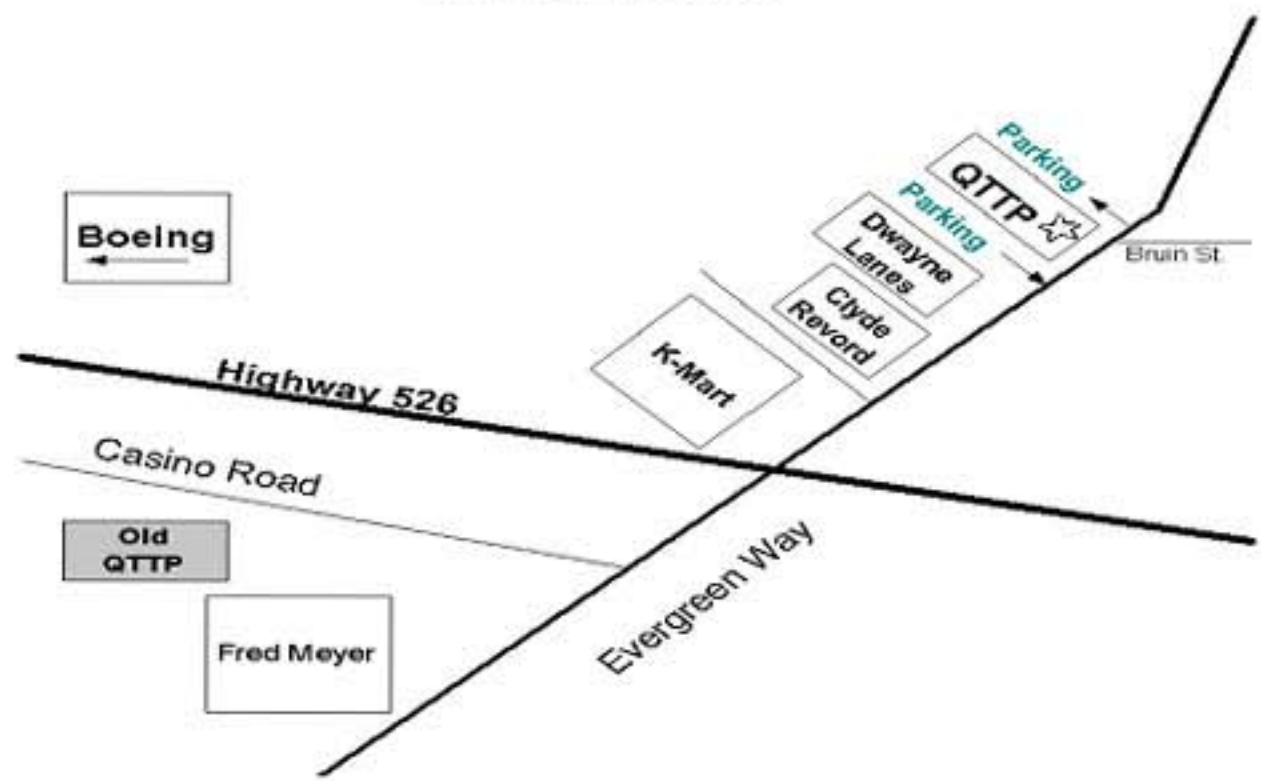 Parking
QTTP
Parking
Dwayne
Lanes
Bruin St.
Boeing
Clyde
Revord
K-Mart
Highway 526
Casino Road
Old
QTTP
Evergreen Way
Fred Meyer